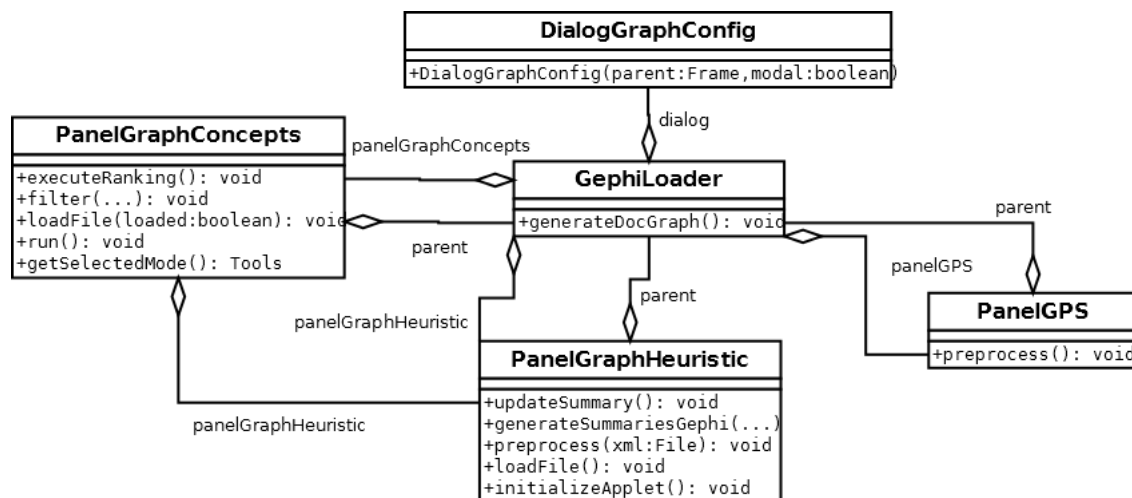 DialogGraphConfig
+DialogGraphConfig(parent:Frame,modal:boolean)
dialog
PanelGraphConcepts
+executeRanking(): void
+filter(...): void
+loadFile(loaded:boolean): void
+run(): void
+getSelectedMode(): Tools
panelGraphConcepts
parent
GephiLoader
+generateDocGraph(): void
parent
panelGPS
PanelGPS
+preprocess(): void
panelGraphHeuristic
parent
panelGraphHeuristic
PanelGraphHeuristic
+updateSummary(): void
+generateSummariesGephi(...)
+preprocess(xml:File): void
+loadFile(): void
+initializeApplet(): void